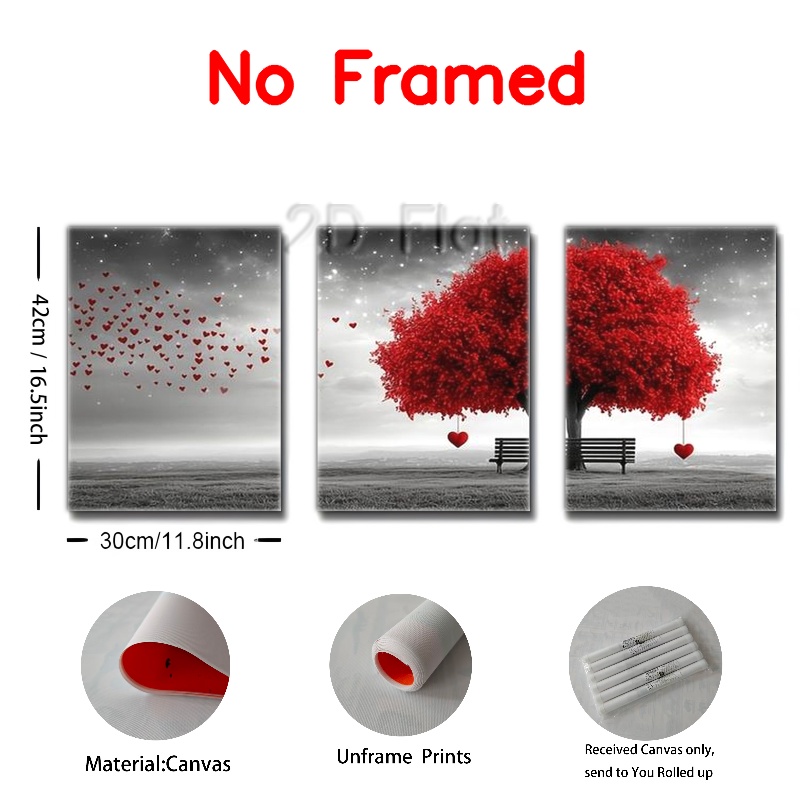 No Framed
2D Flat
42cm / 16.5inch
30cm/11.8inch
Material:Canvas
Unframe Prints
Received Canvas only,
send to You Rolled up